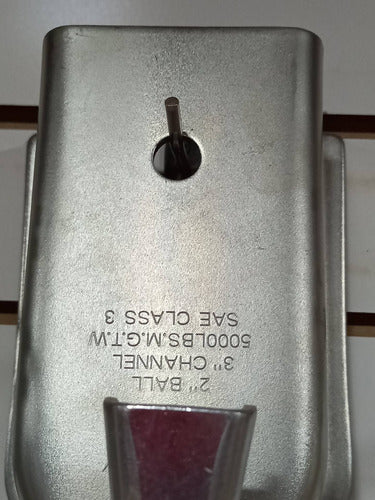 2" BALL
3" CHANNEL
5000LBS.M.G.T.W
SAE CLASS 3